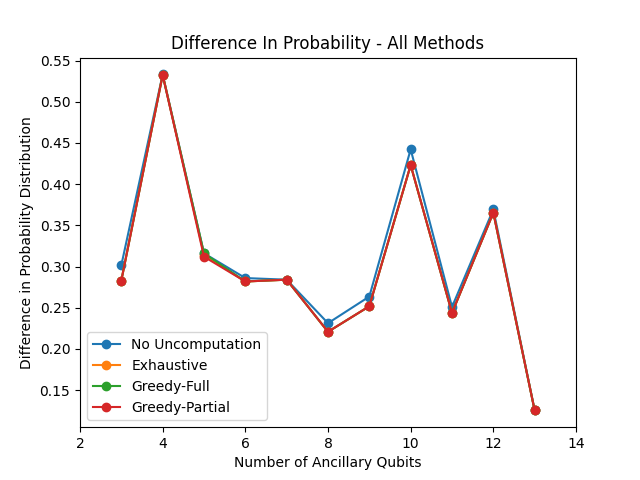 Difference In Probability - All Methods
Difference in Probability Distribution
0.55
0.50
0.45
0.40
0.35
0.30
0.25
0.20
0.15
No Uncomputation
Exhaustive
Greedy-Full
Greedy-Partial
2 4 6 8 10 12 14
Number of Ancillary Qubits